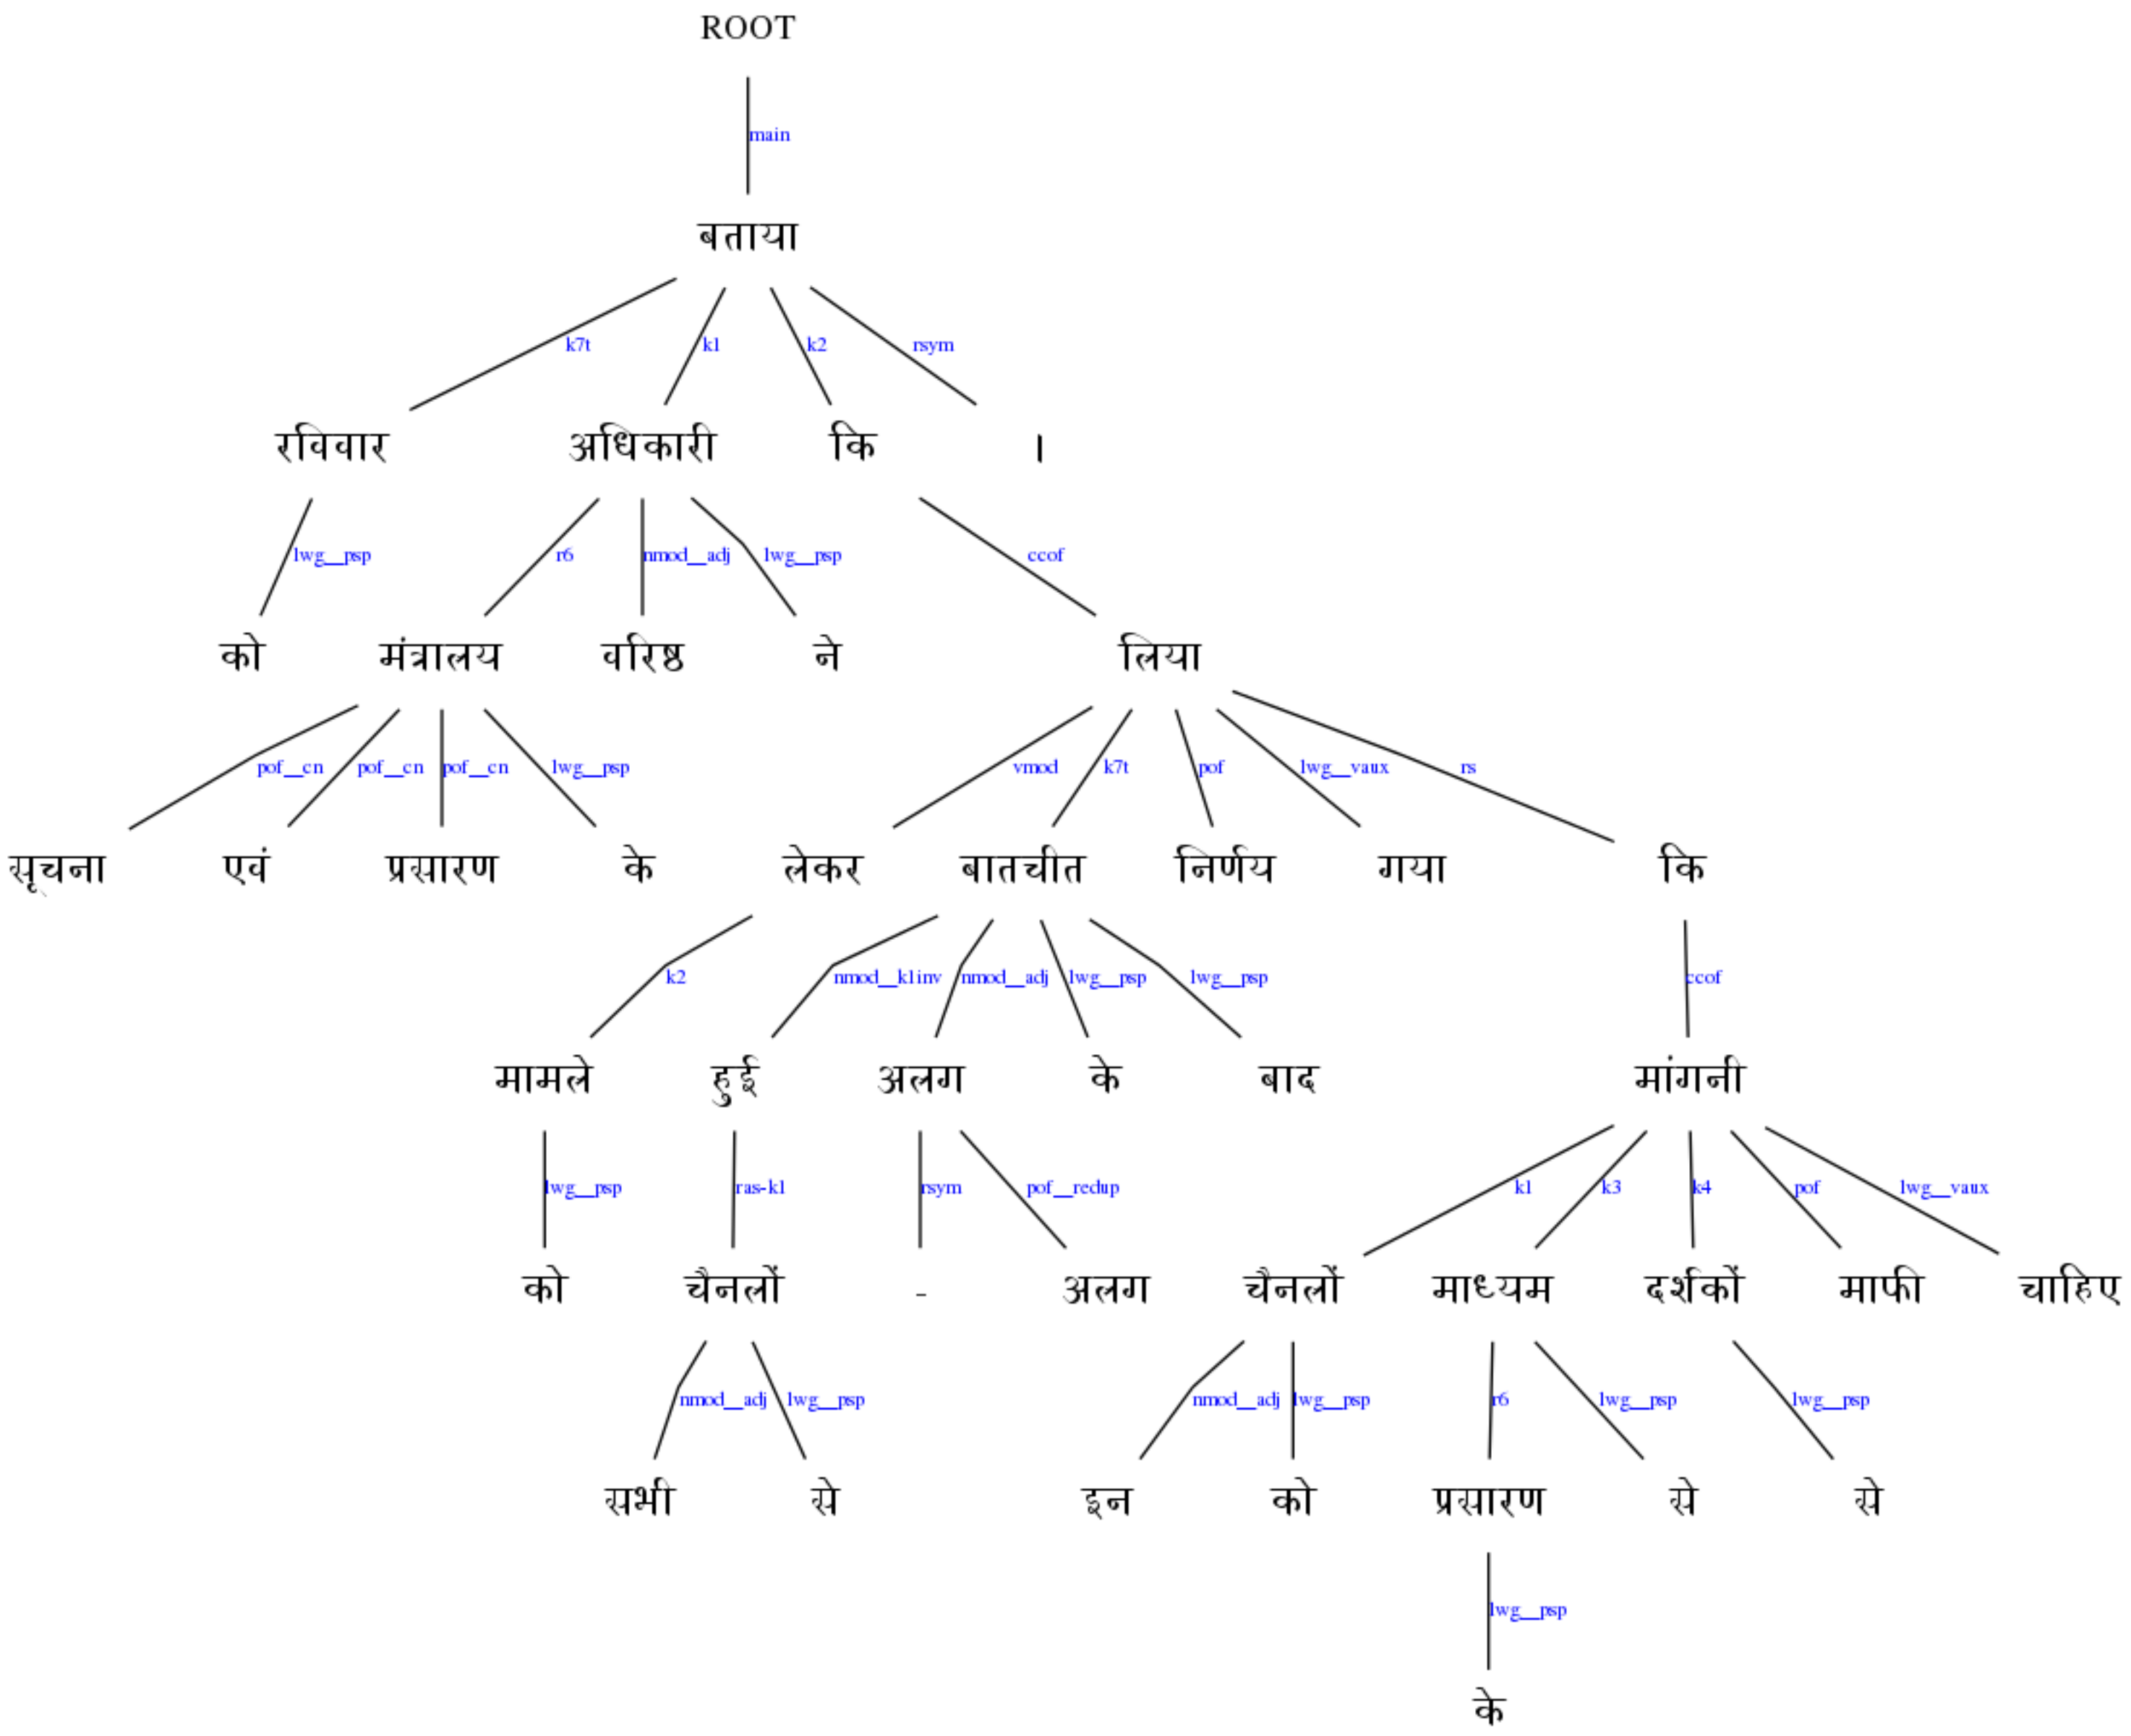 ROOT
main
बताया
k7t k1 k2 rsym
रविवार अधिकारी कि ।
lwg__psp r6 nmod__adj lwg__psp ccof
को मंत्रालय वरिष्ठ ने लिया
pof__cn pof__cn pof__cn lwg__psp vmod k7t pof lwg__vaux rs
सूचना एवं प्रसारण के लेकर बातचीत निर्णय गया कि
k2 nmod__k1inv nmod__adj lwg__psp lwg__psp ccof
मामले हुई अलग के बाद मांगनी
lwg__psp ras-k1 rsym pof__redup k1 k3 k4 pof lwg__vaux
को चैनलों - अलग चैनलों माध्यम दर्शकों माफी चाहिए
nmod__adj lwg__psp nmod__adj lwg__psp r6 lwg__psp lwg__psp
सभी से इन को प्रसारण से से
lwg__psp
के